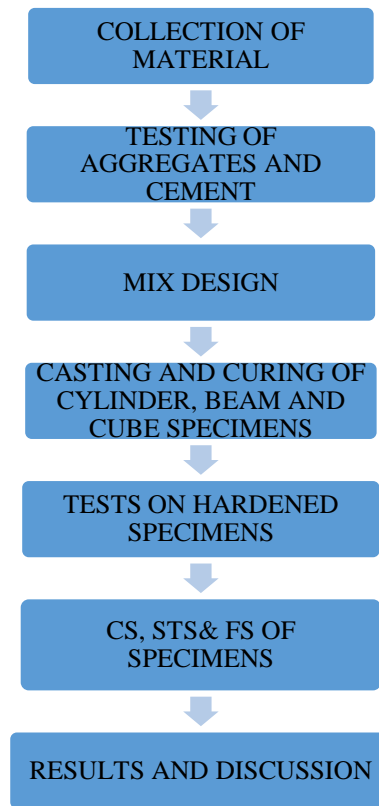 COLLECTION OF
MATERIAL
TESTING OF
AGGREGATES AND
CEMENT
MIX DESIGN
CASTING AND CURING OF
CYLINDER, BEAM AND
CUBE SPECIMENS
TESTS ON HARDENED
SPECIMENS
CS, STS& FS OF
SPECIMENS
RESULTS AND DISCUSSION